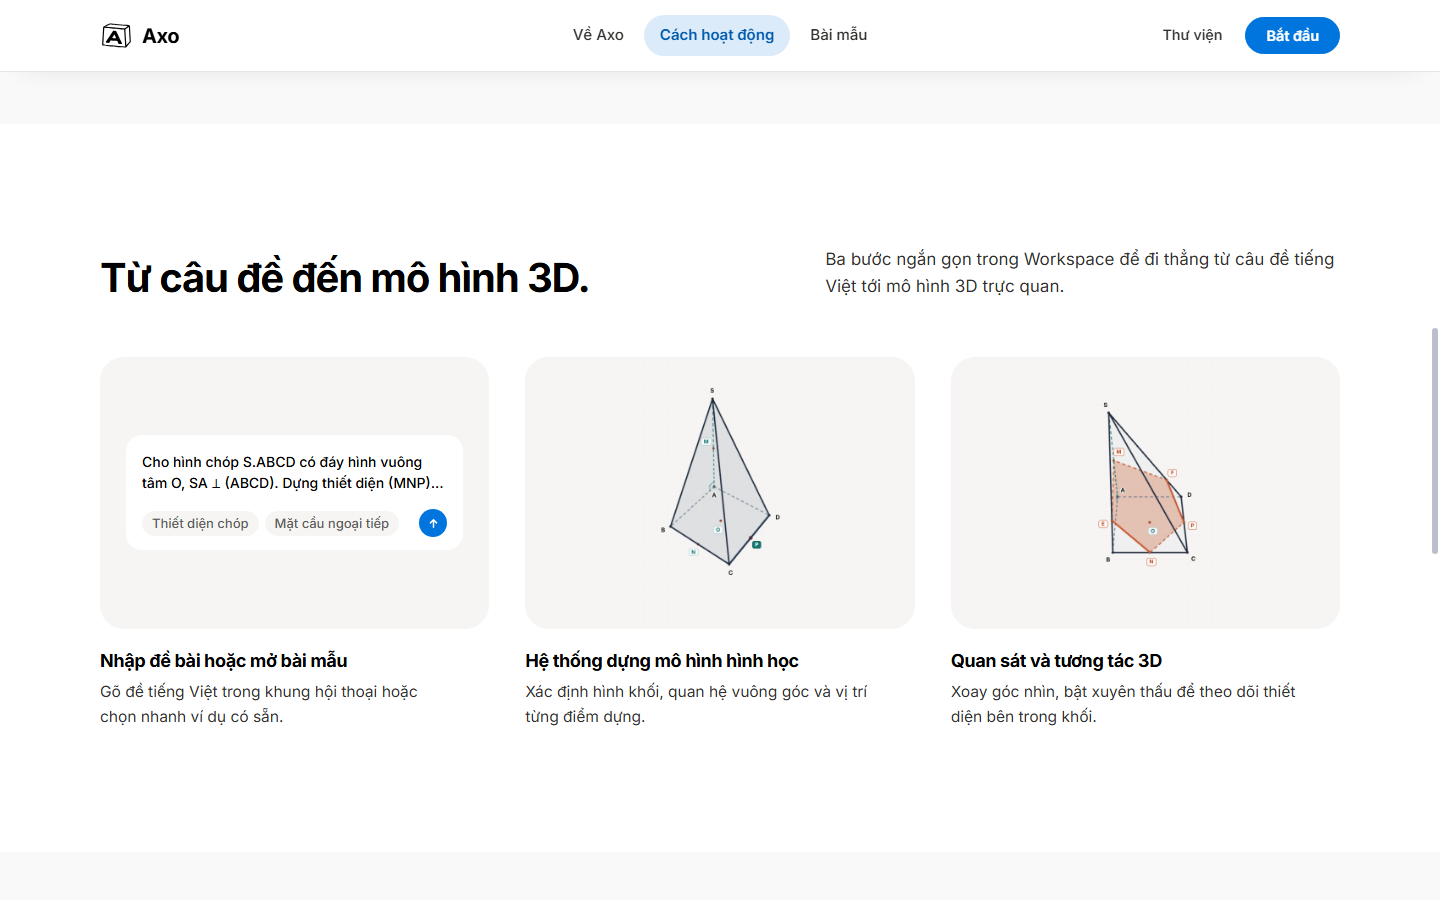 Axo
Về Axo
Cách hoạt động
Bài mẫu
Thư viện
Bắt đầu
Từ câu đề đến mô hình 3D.
Ba bước ngắn gọn trong Workspace để đi thẳng từ câu đề tiếng
Việt tới mô hình 3D trực quan.
Cho hình chóp S.ABCD có đáy hình vuông
tâm O, SA ⊥ (ABCD). Dựng thiết diện (MNP)...
Thiết diện chóp
Mặt cầu ngoại tiếp
S
M
A
B
O
D
N
P
C
S
M
F
A
D
E
O
P
B
N
C
Nhập đề bài hoặc mở bài mẫu
Gõ đề tiếng Việt trong khung hội thoại hoặc
chọn nhanh ví dụ có sẵn.
Hệ thống dựng mô hình hình học
Xác định hình khối, quan hệ vuông góc và vị trí
từng điểm dựng.
Quan sát và tương tác 3D
Xoay góc nhìn, bật xuyên thấu để theo dõi thiết
diện bên trong khối.